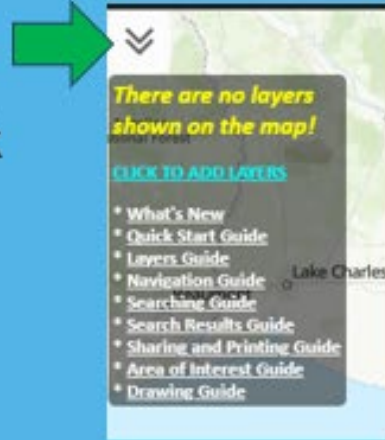 There are no layers
shown on the map!
CLICK TO ADD LAYERS
* What's New
* Quick Start Guide
* Layers Guide
* Navigation Guide
Lake Charles
* Searching Guide
* Search Results Guide
* Sharing and Printing Guide
* Area of Interest Guide
* Drawing Guide